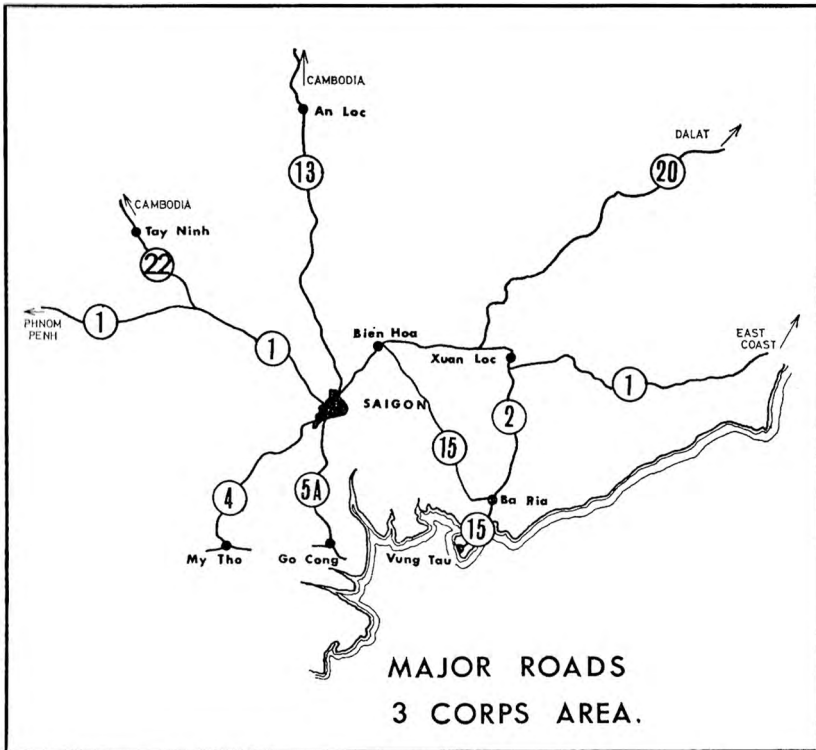 CAMBODIA
An Loc
DALAT
13
20
CAMBODIA
Tay Ninh
22
PHNOM
PENH
1
1
Bien Hoa
Xuan Loc
EAST
COAST
1
SAIGON
2
15
4
5A
Ba Ria
15
My Tho
Go Cong
Vung Tau
MAJOR ROADS
3 CORPS AREA.